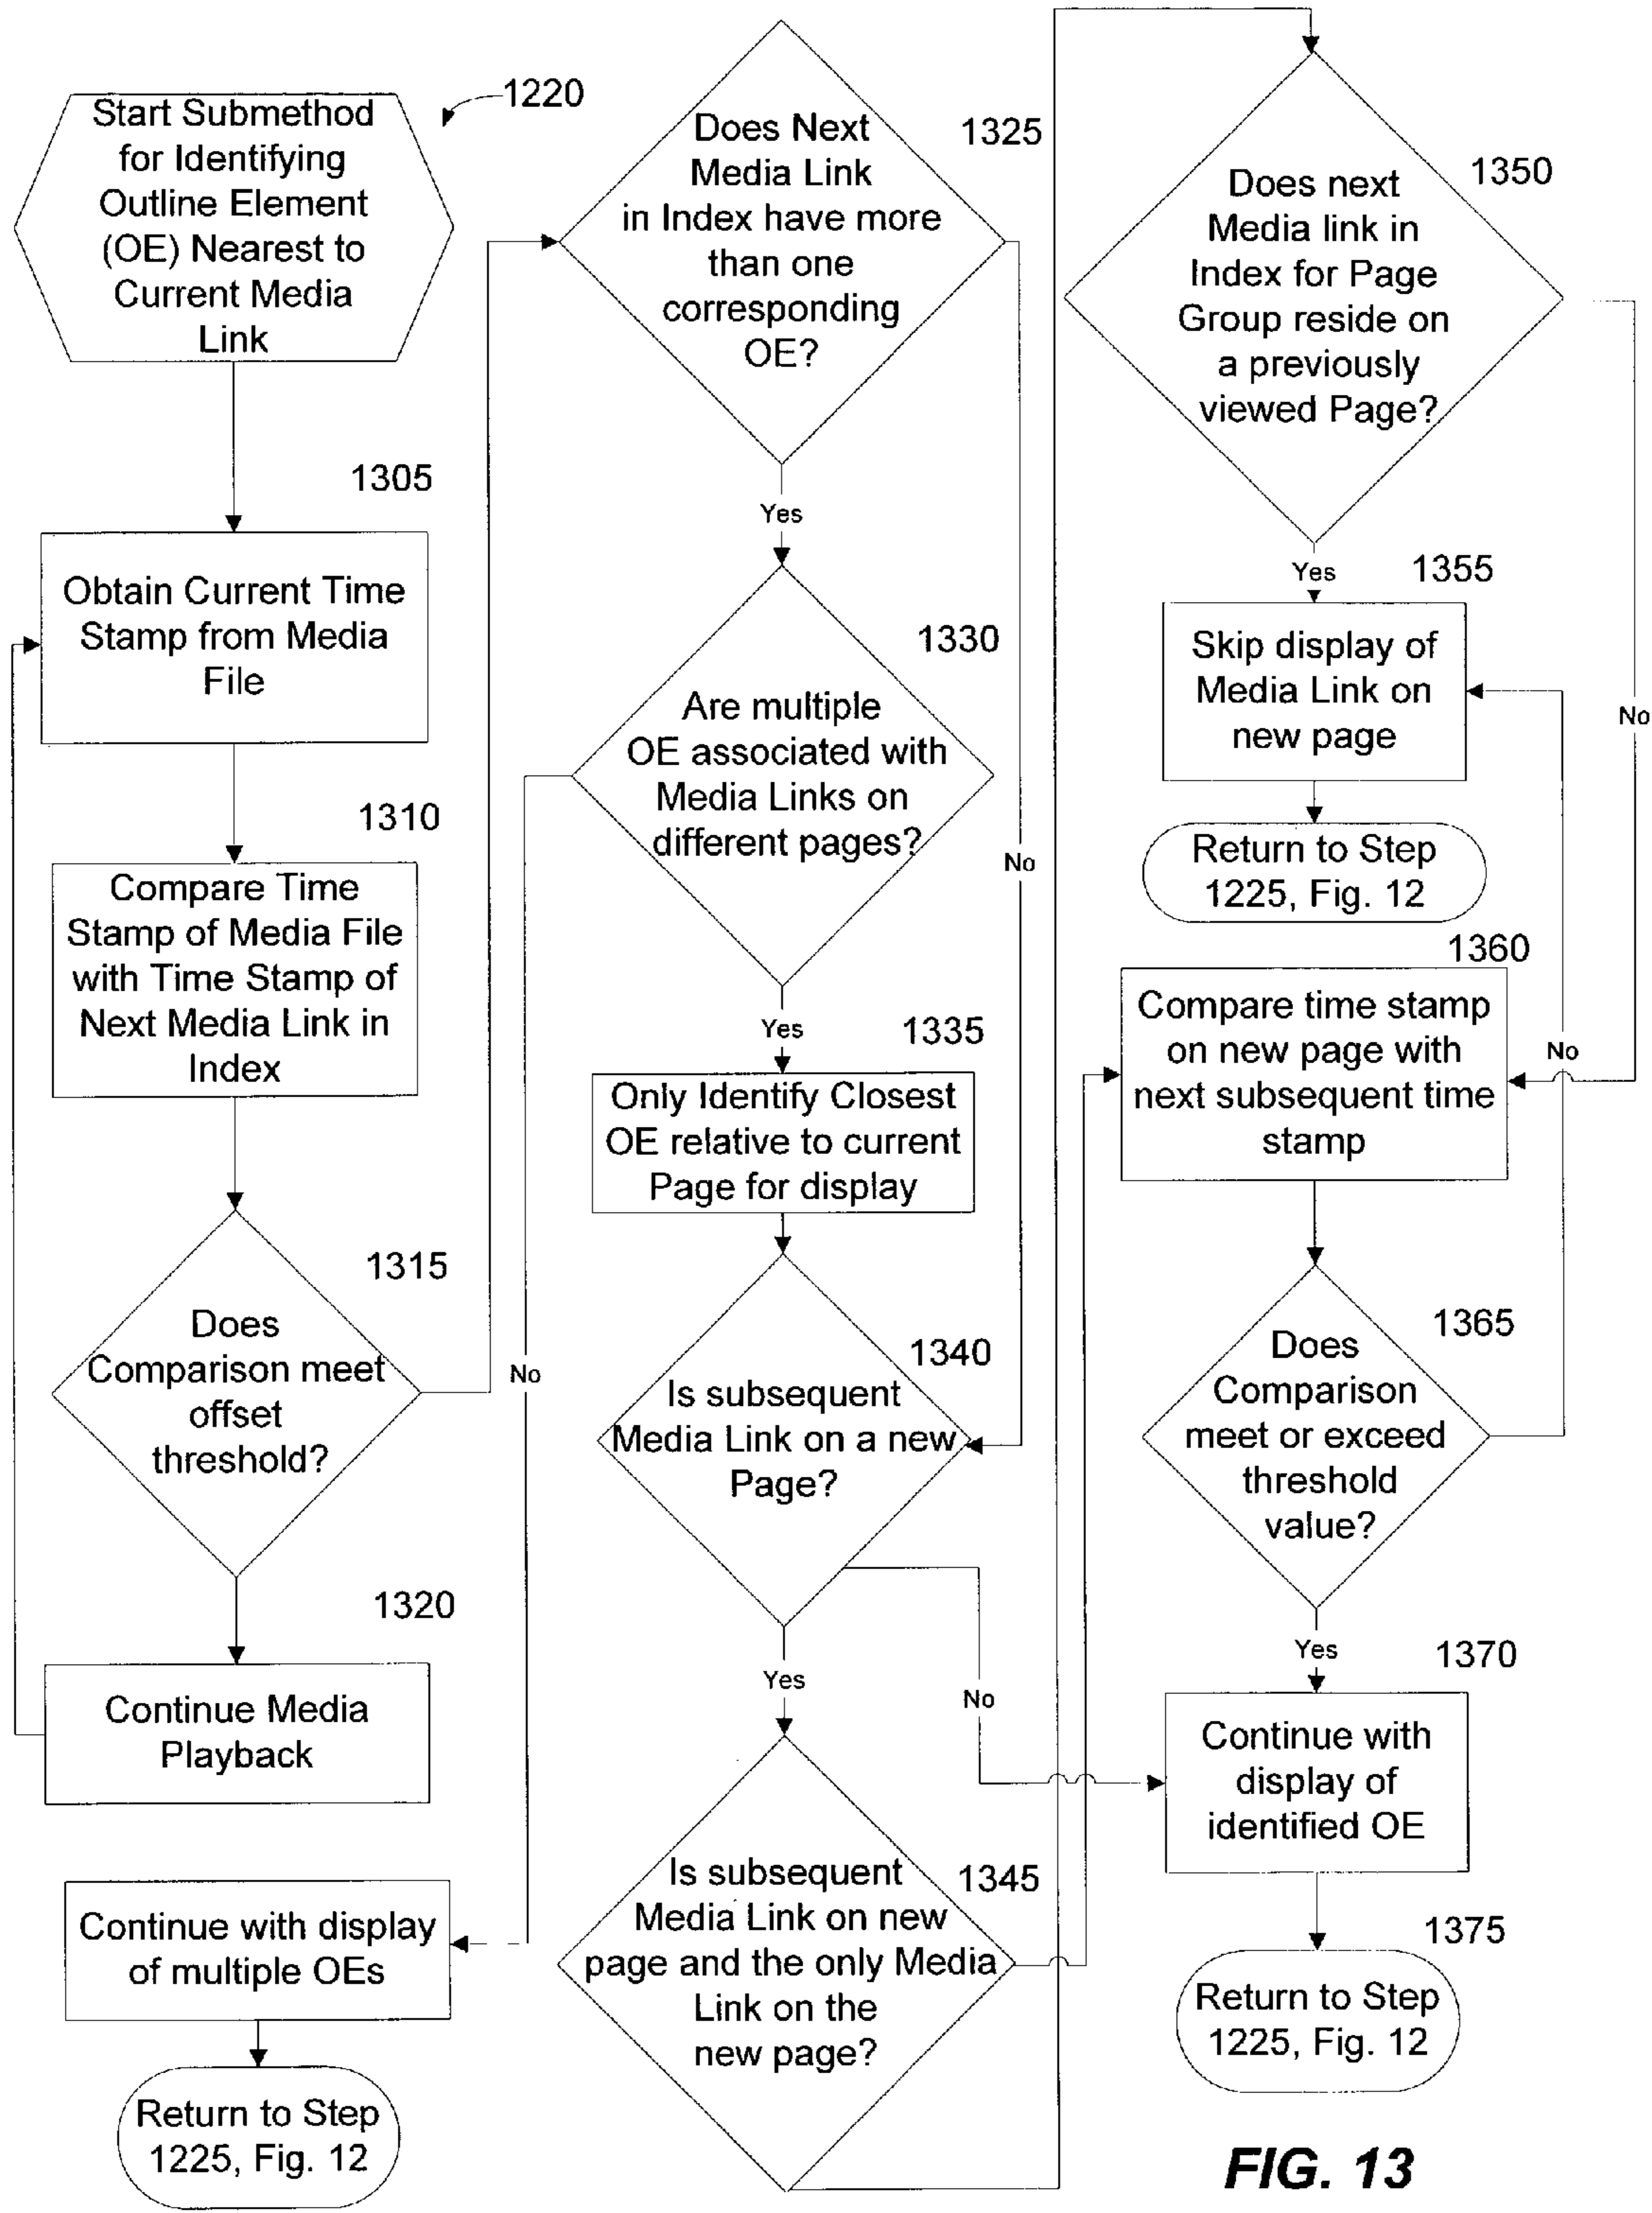 Start Submethod
for Identifying
Outline Element
(OE) Nearest to
Current Media
Link
1220
1305
Obtain Current Time
Stamp from Media
File
1310
Compare Time
Stamp of Media File
with Time Stamp of
Next Media Link in
Index
1315
Does
Comparison meet
offset
threshold?
1320
Continue Media
Playback
Continue with display
of multiple OEs
Return to Step
1225, Fig. 12
1325
Does Next
Media Link
in Index have more
than one
corresponding
OE?
Yes
No
1330
Are multiple
OE associated with
Media Links on
different pages?
Yes
No
1335
Only Identify Closest
OE relative to current
Page for display
1340
Is subsequent
Media Link on a new
Page?
Yes
No
1345
Is subsequent
Media Link on new
page and the only Media
Link on the
new page?
1350
Does next
Media link in
Index for Page
Group reside on
a previously
viewed Page?
Yes
No
1355
Skip display of
Media Link on
new page
Return to Step
1225, Fig. 12
1360
Compare time stamp
on new page with
next subsequent time
stamp
No
1365
Does
Comparison
meet or exceed
threshold
value?
Yes
1370
Continue with
display of
identified OE
1375
Return to Step
1225, Fig. 12
FIG. 13